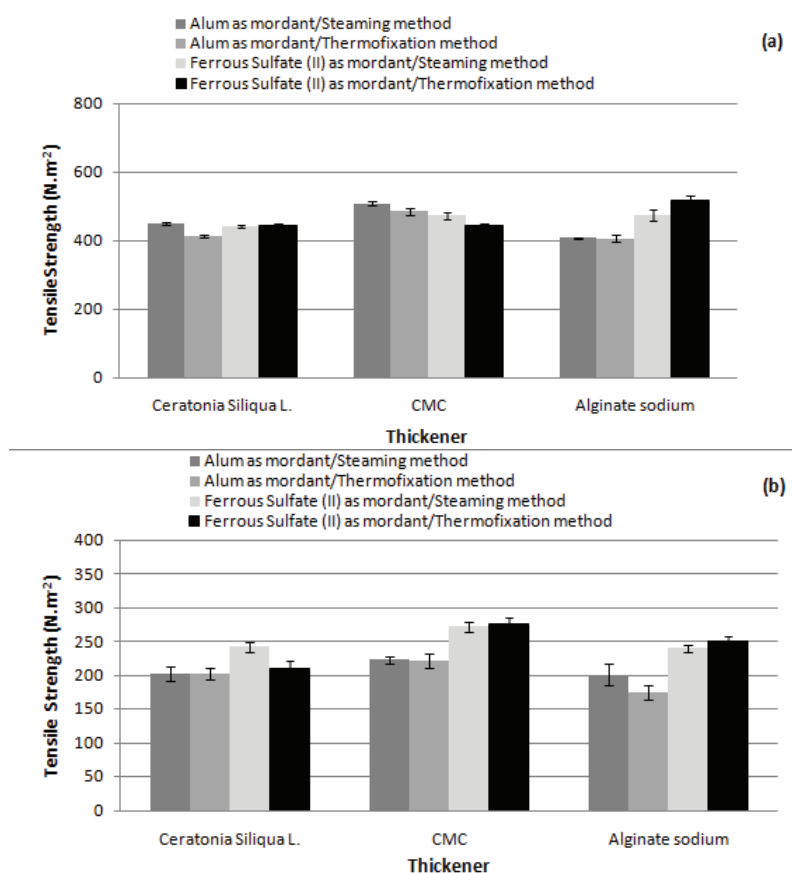 Alum as mordant/Steaming method
Alum as mordant/Thermofixation method
Ferrous Sulfate (II) as mordant/Steaming method
Ferrous Sulfate (II) as mordant/Thermofixation method
(a)
800
600
400
200
0
Tensile Strength (N.m²)
Ceratonia Siliqua L. CMC Alginate sodium
Thickener
Alum as mordant/Steaming method
Alum as mordant/Thermofixation method
Ferrous Sulfate (II) as mordant/Steaming method
Ferrous Sulfate (II) as mordant/Thermofixation method
(b)
400
350
300
250
200
150
100
50
0
Tensile Strength (N.m²)
Ceratonia Siliqua L. CMC Alginate sodium
Thickener